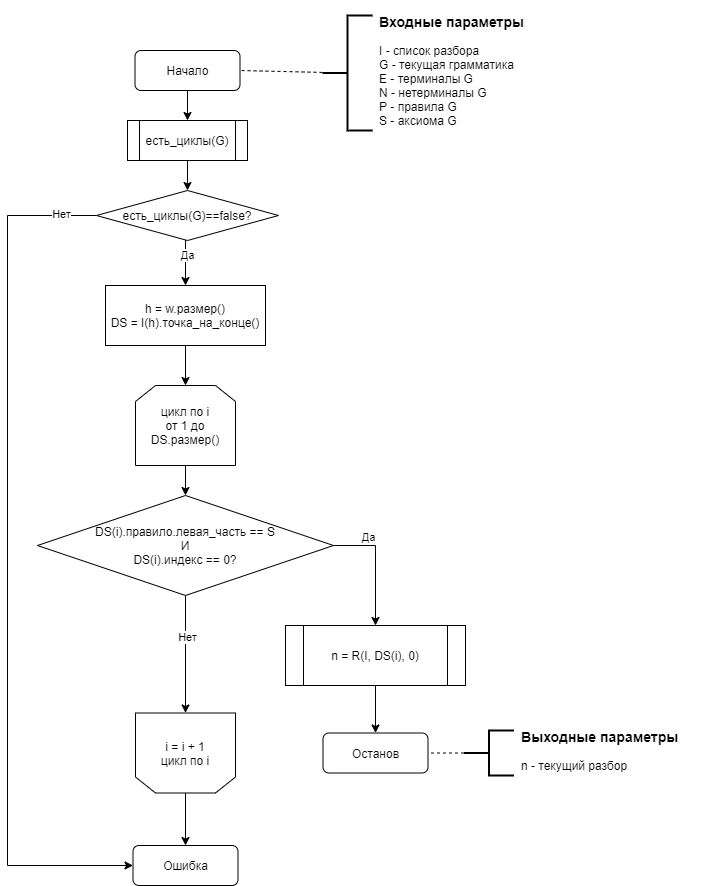 Входные параметры
I - список разбора
G - текущая грамматика
E - терминалы G
N - нетерминалы G
P - правила G
S - аксиома G
Начало
есть_циклы(G)
есть_циклы(G)==false?
Нет
Да
h = w.размер()
DS = I(h).точка_на_конце()
цикл по i
от 1 до
DS.размер()
DS(i).правило.левая_часть == S
И
DS(i).индекс == 0?
Да
Нет
n = R(I, DS(i), 0)
i = i + 1
цикл по i
Останов
Выходные параметры
n - текущий разбор
Ошибка